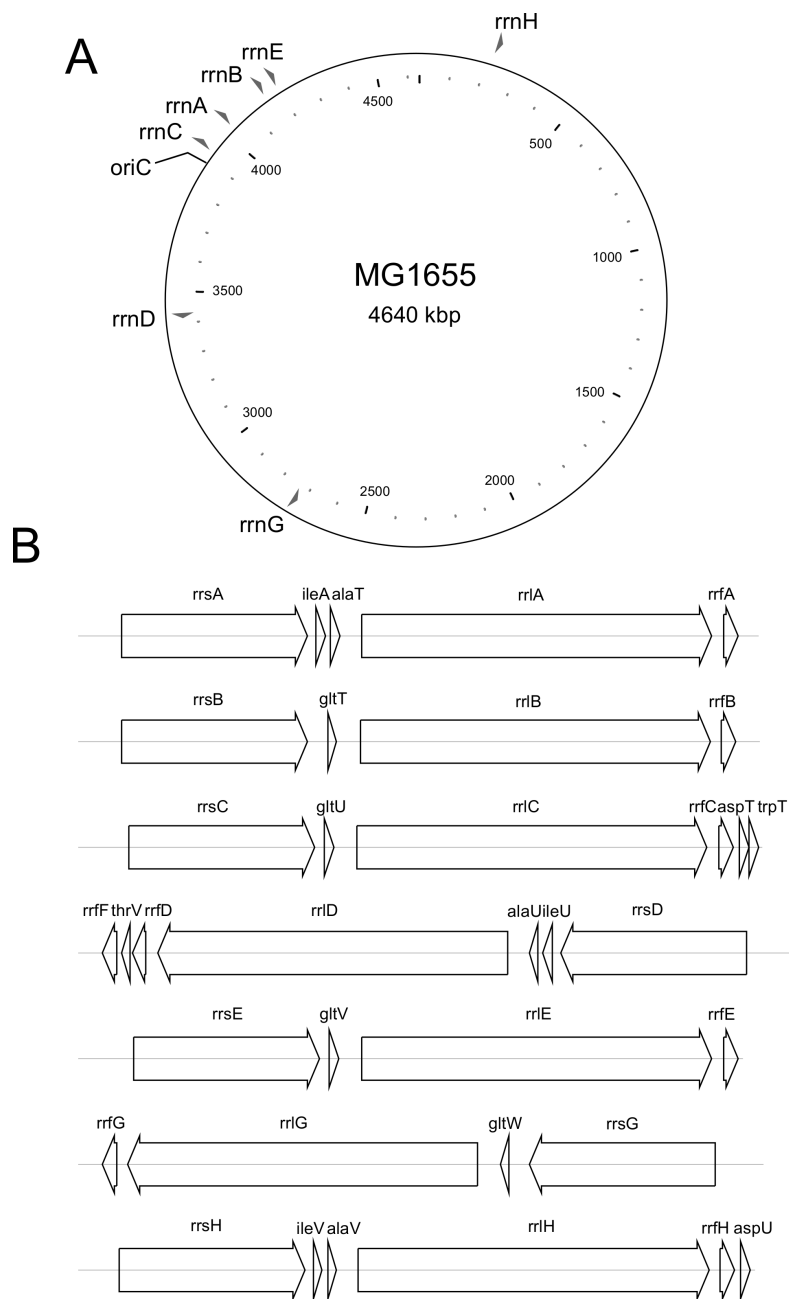 A
rrnH
rrnE
rrnB
rrnA
rrnC
oriC
rrnD
rrnG
4500
500
4000
1000
3500
1500
3000
2500
2000
MG1655
4640 kbp
B
rrsA ileA alaT rrlA rrfA
rrsB gltT rrlB rrfB
rrsC gltU rrlC rrfC aspT trpT
rrfF thrV rrfD rrlD alaU ileU rrsD
rrsE gltV rrlE rrfE
rrfG rrlG gltW rrsG
rrsH ileV alaV rrlH rrfH aspU